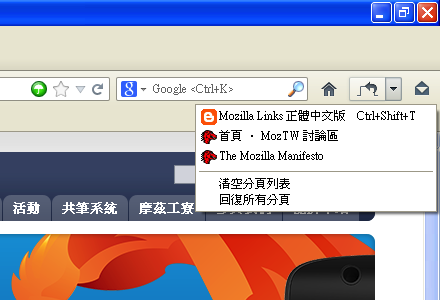 Google <Ctrl+K>
Mozilla Links 正體中文版 Ctrl+Shift+T
首頁 · MozTW 討論區
The Mozilla Manifesto
清空分頁列表
回復所有分頁
活動 共筆系統 摩茲工寮